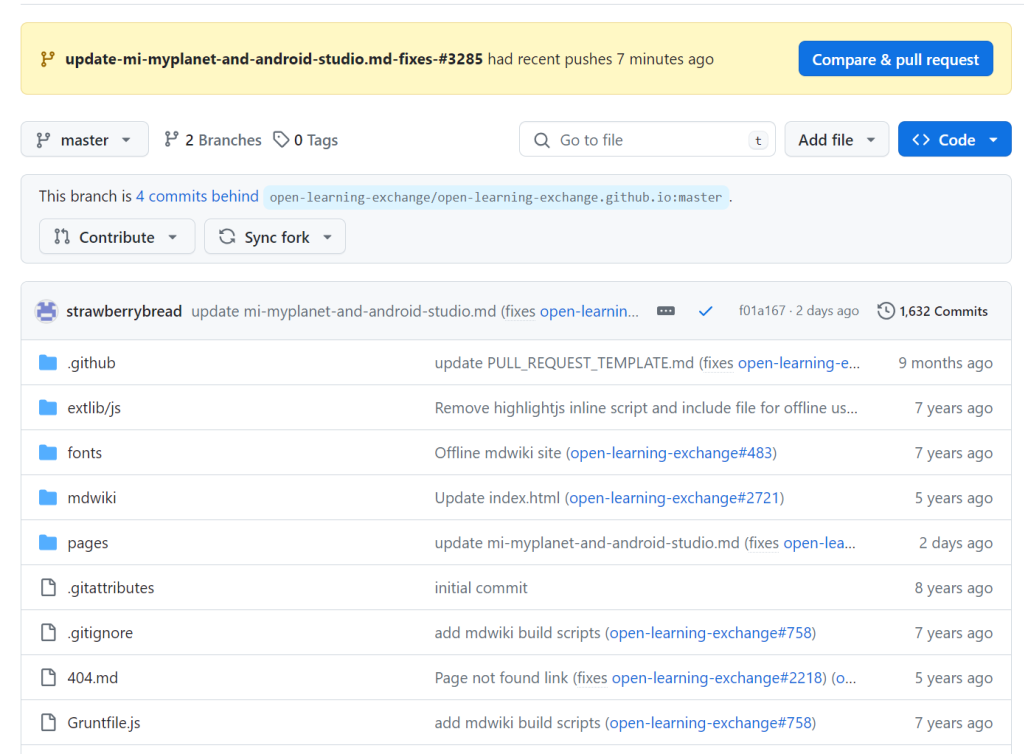 update-mi-myplanet-and-android-studio.md-fixes-#3285 had recent pushes 7 minutes ago Compare & pull request
master 2 Branches 0 Tags Go to file t Add file Code
This branch is 4 commits behind open-learning-exchange/open-learning-exchange.github.io:master .
Contribute Sync fork
strawberrybread update mi-myplanet-and-android-studio.md (fixes open-learnin... f01a167 · 2 days ago 1,632 Commits
.github update PULL_REQUEST_TEMPLATE.md (fixes open-learning-e... 9 months ago
extlib/js Remove highlightjs inline script and include file for offline us... 7 years ago
fonts Offline mdwiki site (open-learning-exchange#483) 7 years ago
mdwiki Update index.html (open-learning-exchange#2721) 5 years ago
pages update mi-myplanet-and-android-studio.md (fixes open-lea... 2 days ago
.gitattributes initial commit 8 years ago
.gitignore add mdwiki build scripts (open-learning-exchange#758) 7 years ago
404.md Page not found link (fixes open-learning-exchange#2218) (o... 5 years ago
Gruntfile.js add mdwiki build scripts (open-learning-exchange#758) 7 years ago